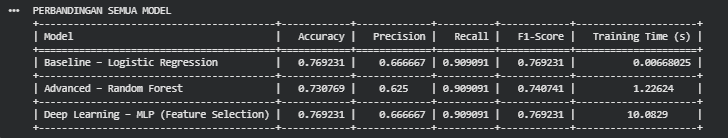 ••• PERBANDINGAN SEMUA MODEL
| Model | Accuracy | Precision | Recall | F1-Score | Training Time (s) |
| Baseline – Logistic Regression | 0.769231 | 0.666667 | 0.909091 | 0.769231 | 0.00668025 |
| Advanced – Random Forest | 0.730769 | 0.625 | 0.909091 | 0.740741 | 1.22624 |
| Deep Learning – MLP (Feature Selection) | 0.769231 | 0.666667 | 0.909091 | 0.769231 | 10.0829 |